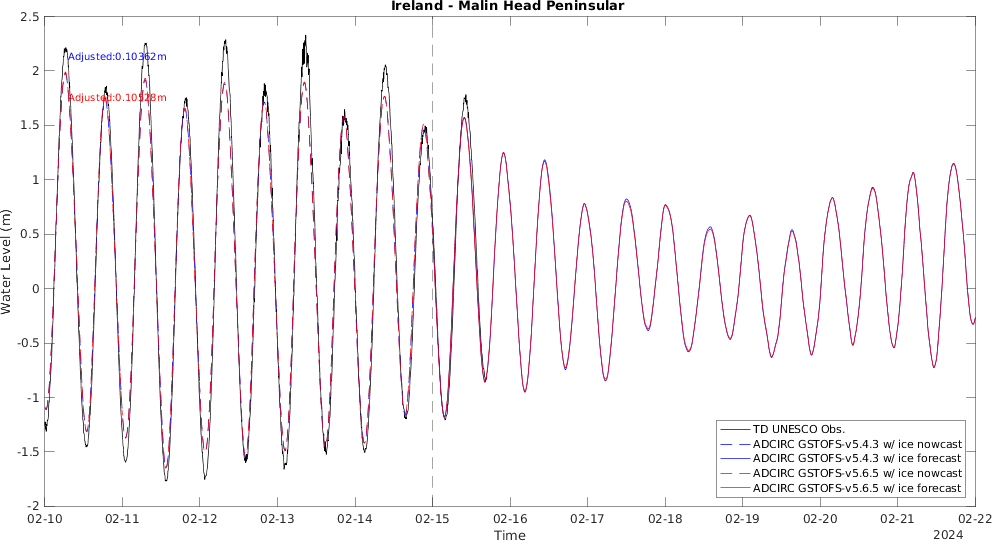 Ireland - Malin Head Peninsular
Adjusted:0.10362m
Adjusted:0.10528m
Water Level (m)
2.5
2
1.5
1
0.5
0
-0.5
-1
-1.5
-2
02-10 02-11 02-12 02-13 02-14 02-15 02-16 02-17 02-18 02-19 02-20 02-21 02-22
Time
2024
TD UNESCO Obs.
ADCIRC GSTOFS-v5.4.3 w/ ice nowcast
ADCIRC GSTOFS-v5.4.3 w/ ice forecast
ADCIRC GSTOFS-v5.6.5 w/ ice nowcast
ADCIRC GSTOFS-v5.6.5 w/ ice forecast